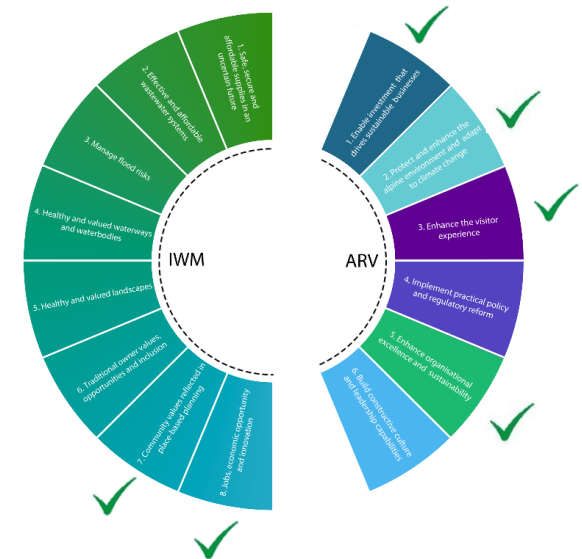 1. Safe, secure and
affordable supplies in an
uncertain future
2. Effective and affordable
wastewater systems
3. Manage flood risks
4. Healthy and valued waterways
and waterbodies
5. Healthy and valued landscapes
6. Traditional owner values,
opportunities and inclusion
7. Community values reflected in
place-based planning
8. Jobs, economic opportunity
and innovation
IWM
ARV
1. Enable investment that
drives sustainable businesses
2. Protect and enhance the
alpine environment and adapt
to climate change
3. Enhance the visitor
experience
4. Implement practical policy
and regulatory reform
5. Enhance organisational
excellence and sustainability
6. Build constructive culture
and leadership capabilities